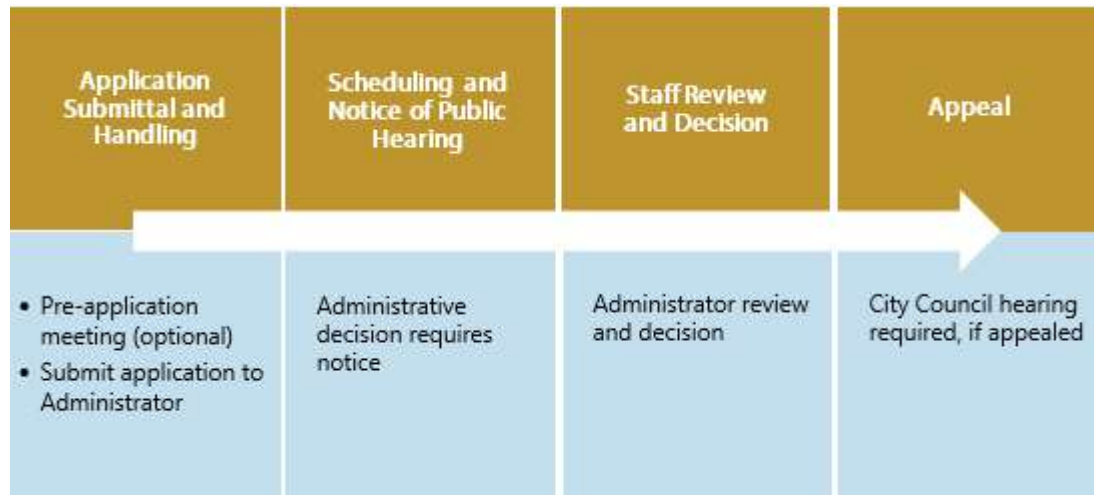 Application
Submittal and
Handling
Scheduling and
Notice of Public
Hearing
Staff Review
and Decision
Appeal
• Pre-application
meeting (optional)
• Submit application to
Administrator
Administrative
decision requires
notice
Administrator review
and decision
City Council hearing
required, if appealed